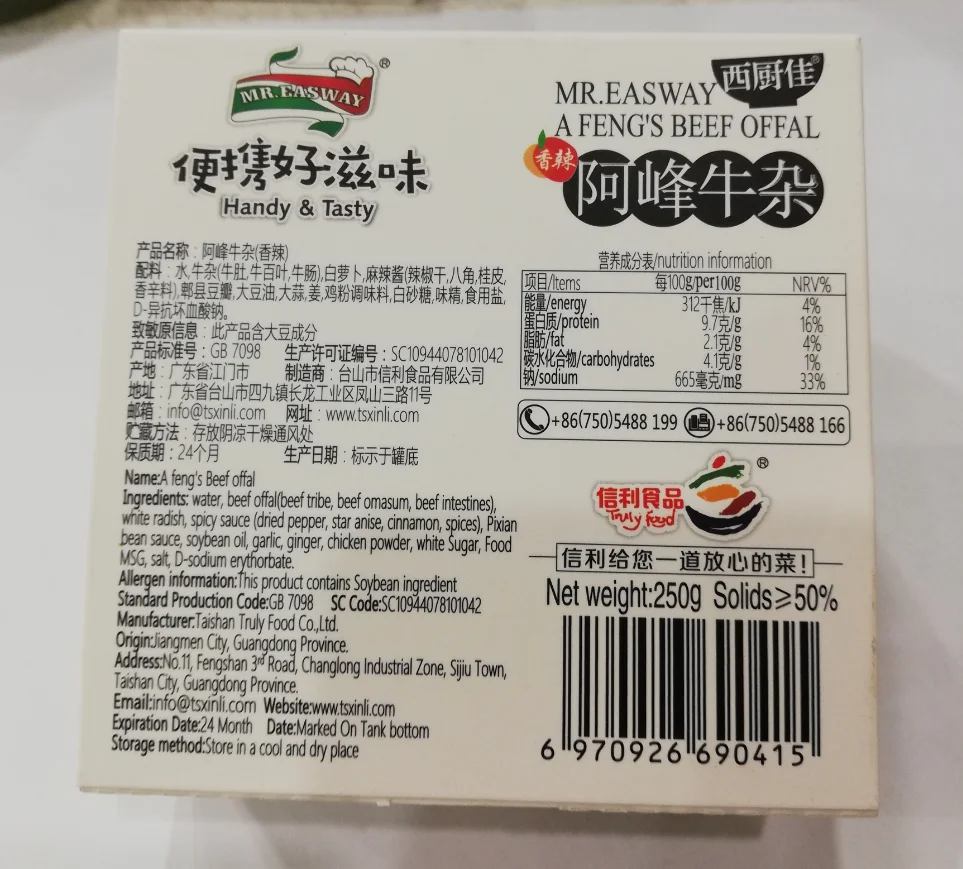 MR.EASWAY®
便携好滋味
Handy & Tasty
西厨佳®
MR.EASWAY
A FENG'S BEEF OFFAL
香辣
阿峰牛杂
产品名称：阿峰牛杂(香辣)
配料：水,牛杂(牛肚,牛百叶,牛肠),白萝卜,麻辣酱(辣椒干,八角,桂皮,
香辛料),郫县豆瓣,大豆油,大蒜,姜,鸡粉调味料,白砂糖,味精,食用盐,
D-异抗坏血酸钠。
致敏原信息：此产品含大豆成分
产品标准号：GB 7098 生产许可证编号：SC10944078101042
产地：广东省江门市 制造商：台山市信利食品有限公司
地址：广东省台山市四九镇长龙工业区凤山三路11号
邮箱：info@tsxinli.com 网址：www.tsxinli.com
贮藏方法：存放阴凉干燥通风处
保质期：24个月 生产日期：标示于罐底
Name:A feng's Beef offal
Ingredients: water, beef offal(beef tribe, beef omasum, beef intestines),
white radish, spicy sauce (dried pepper, star anise, cinnamon, spices), Pixian
bean sauce, soybean oil, garlic, ginger, chicken powder, white Sugar, Food
MSG, salt, D-sodium erythorbate.
Allergen information:This product contains Soybean ingredient
Standard Production Code:GB 7098 SC Code:SC10944078101042
Manufacturer:Taishan Truly Food Co.,Ltd.
Origin:Jiangmen City, Guangdong Province.
Address:No.11, Fengshan 3rd Road, Changlong Industrial Zone, Sijiu Town,
Taishan City, Guangdong Province.
Email:info@tsxinli.com Website:www.tsxinli.com
Expiration Date:24 Month Date:Marked On Tank bottom
Storage method:Store in a cool and dry place
营养成分表/nutrition information
项目/Items 每100g/per100g NRV%
能量/energy 312千焦/kJ 4%
蛋白质/protein 9.7克/g 16%
脂肪/fat 2.1克/g 4%
碳水化合物/carbohydrates 4.1克/g 1%
钠/sodium 665毫克/mg 33%
+86(750)5488 199 +86(750)5488 166
信利食品®
Truly food
信利给您一道放心的菜!
Net weight:250g Solids≥50%
6 970926 690415